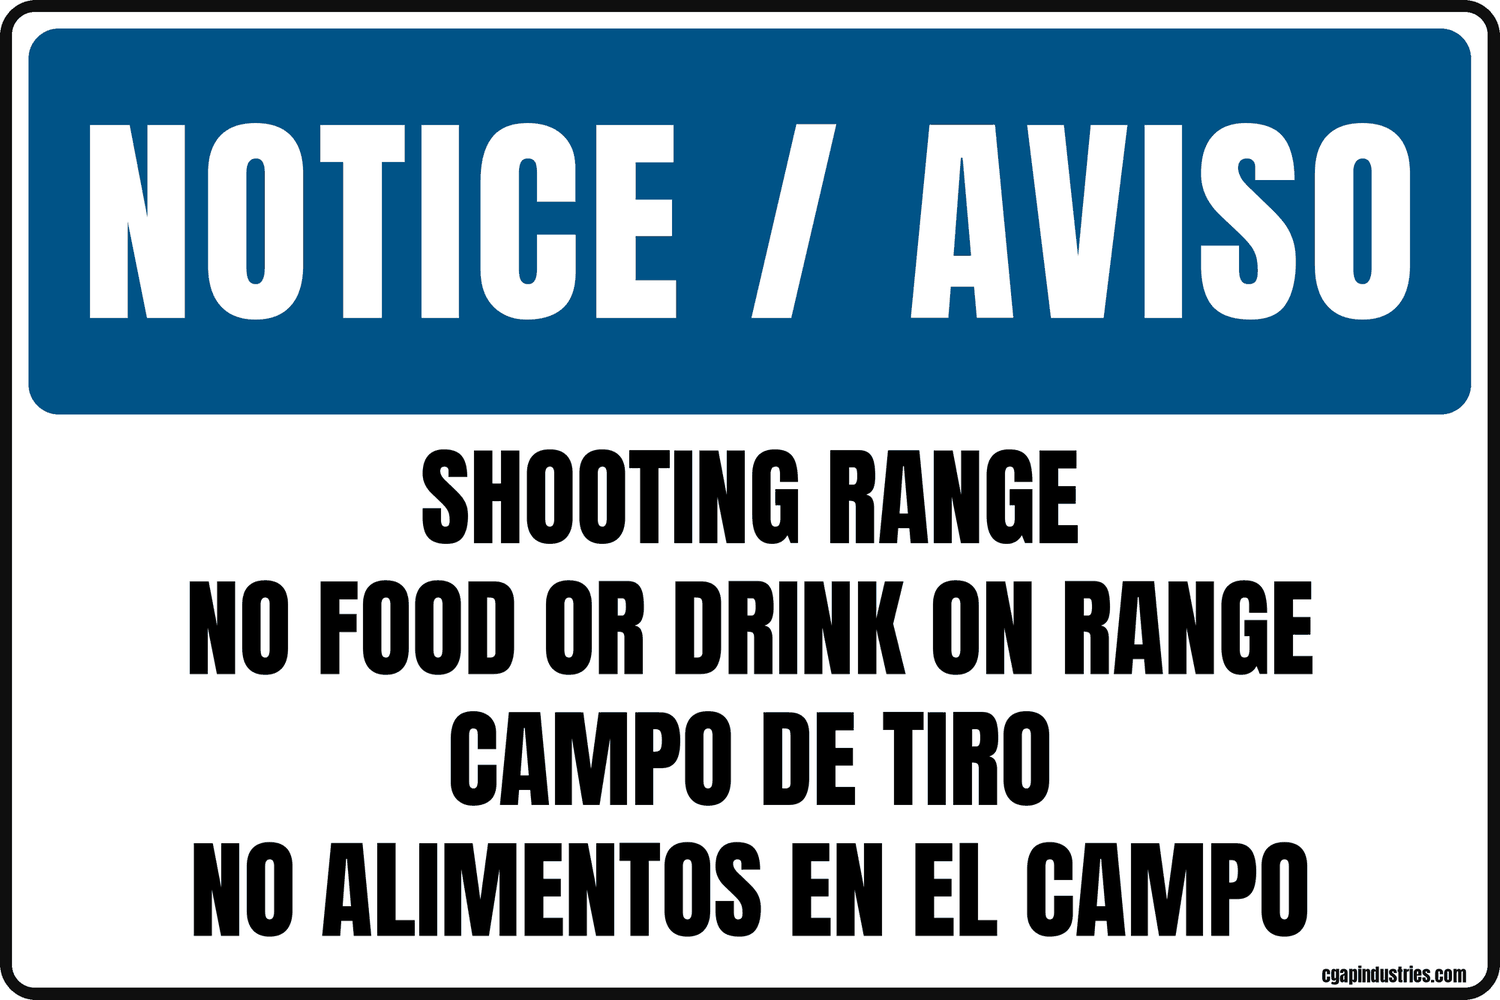 NOTICE / AVISO
SHOOTING RANGE
NO FOOD OR DRINK ON RANGE
CAMPO DE TIRO
NO ALIMENTOS EN EL CAMPO
cgapindustries.com